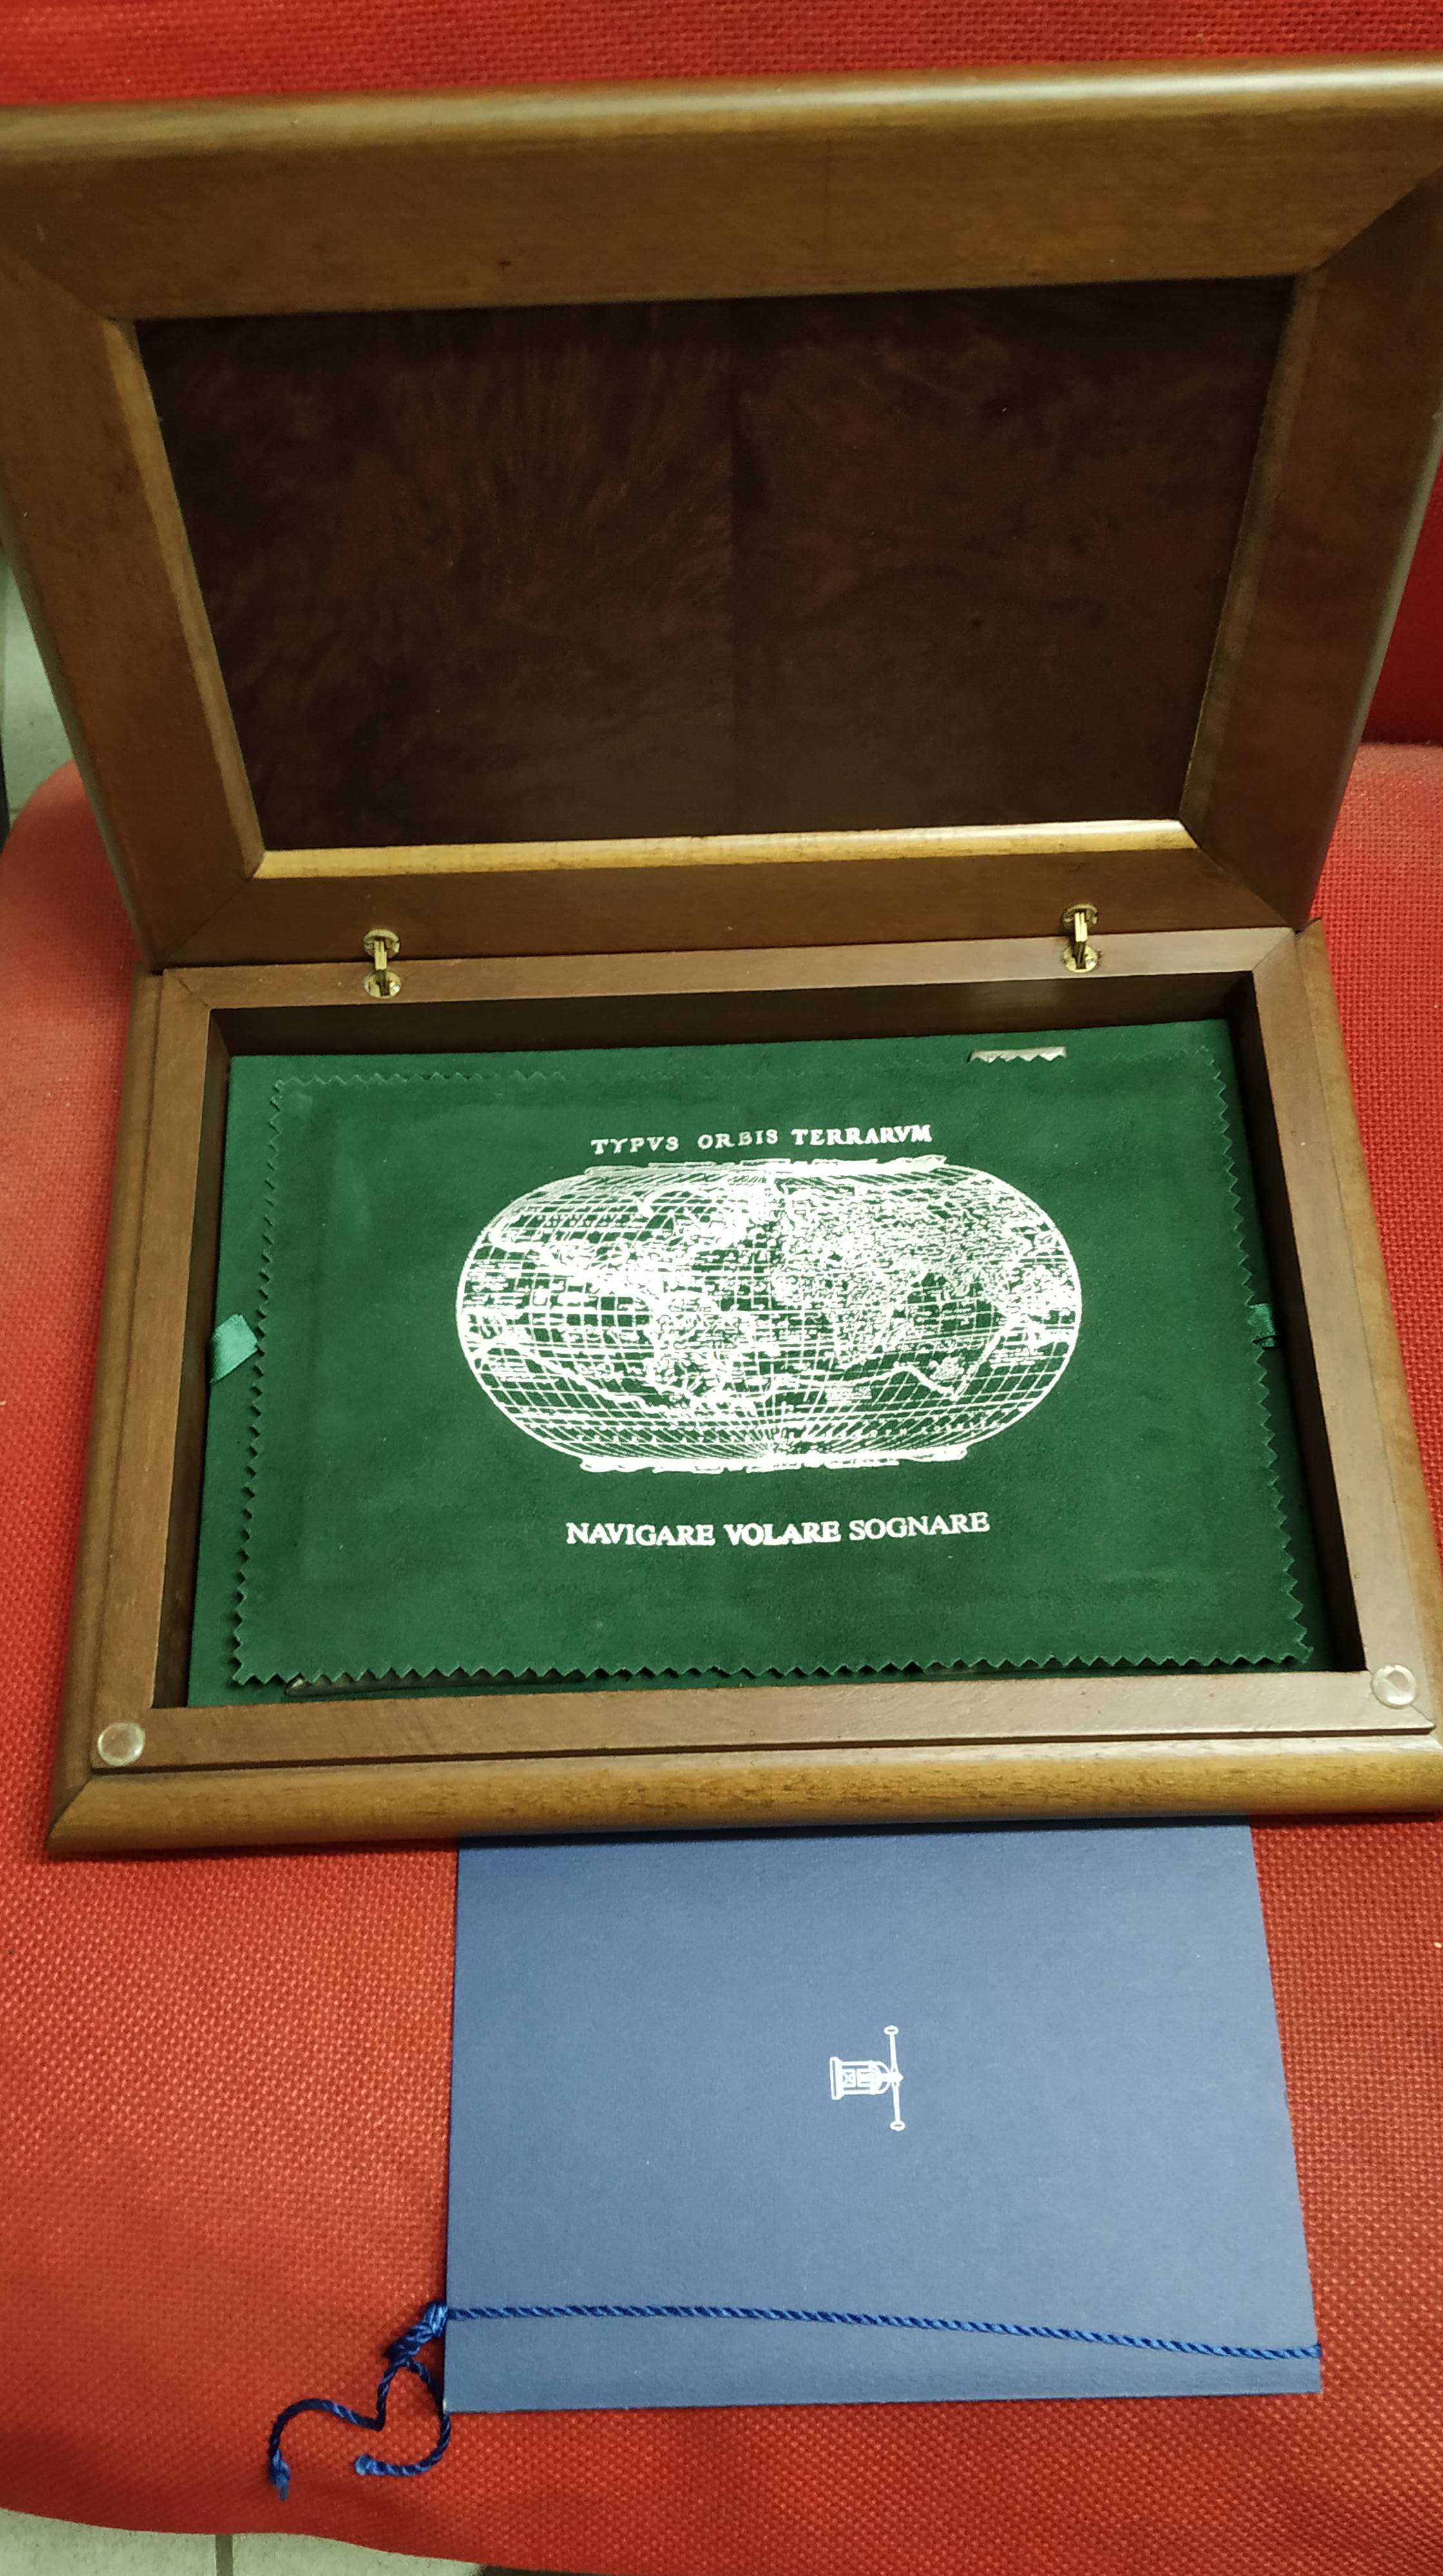 TYPVS ORBIS TERRARVM
NAVIGARE VOLARE SOGNARE